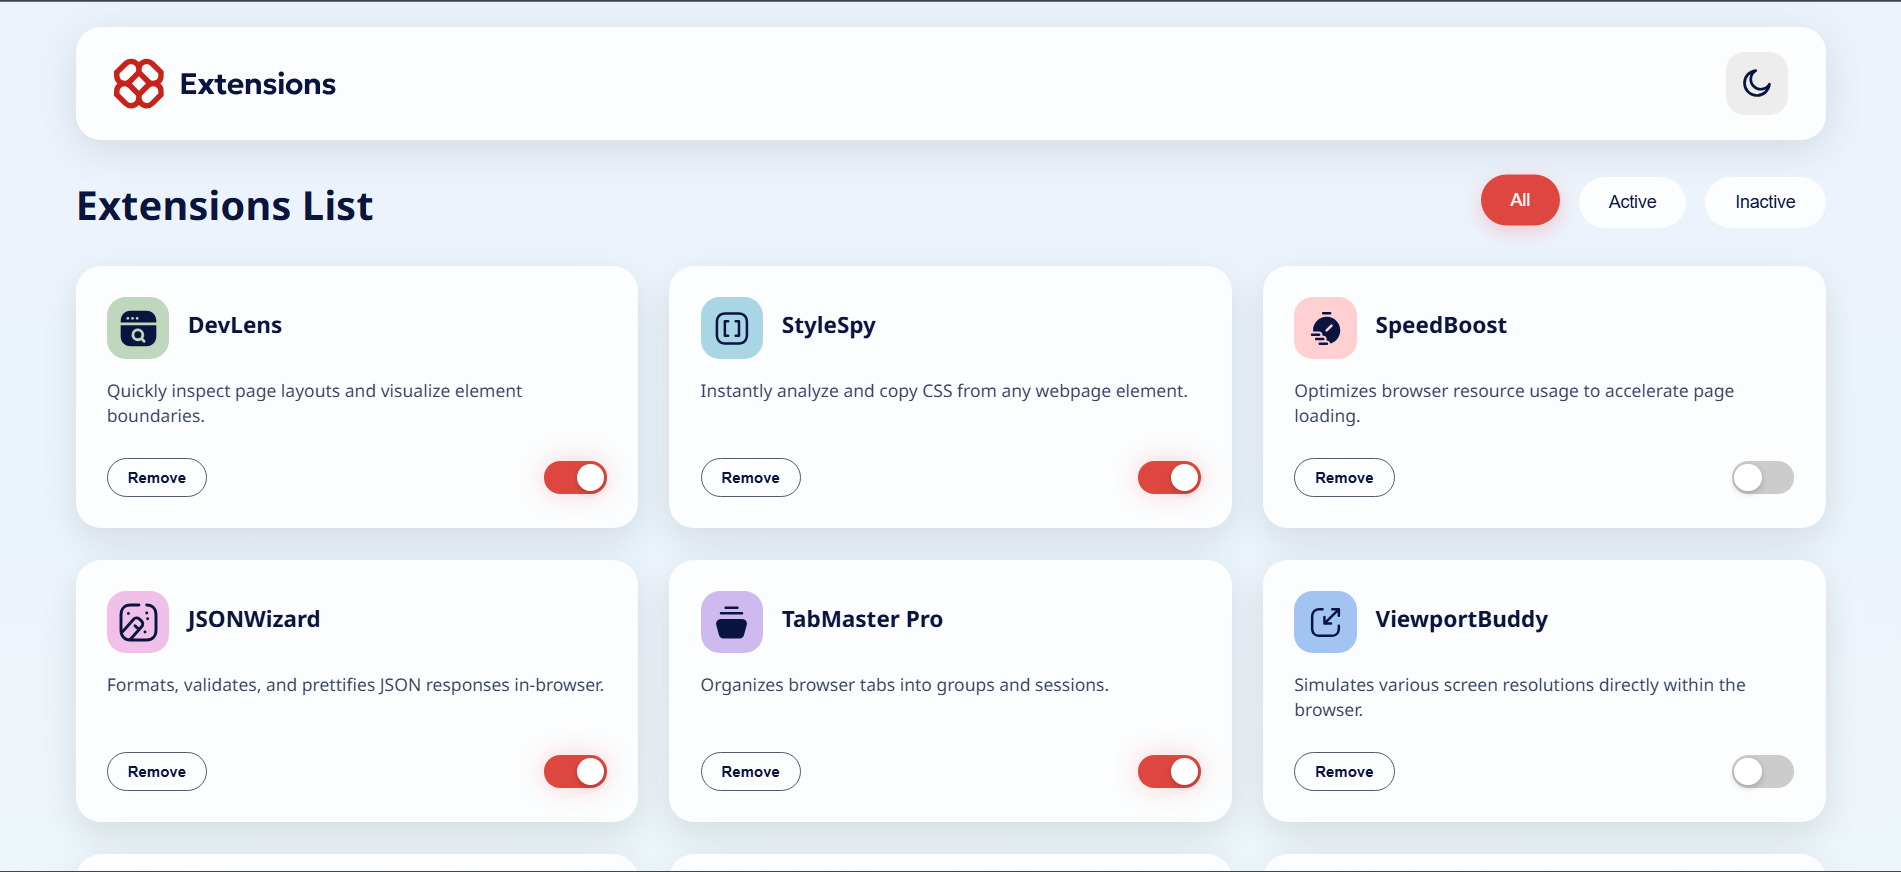 Extensions
Extensions List
All
Active
Inactive
DevLens
Quickly inspect page layouts and visualize element
boundaries.
Remove
StyleSpy
Instantly analyze and copy CSS from any webpage element.
Remove
SpeedBoost
Optimizes browser resource usage to accelerate page
loading.
Remove
JSONWizard
Formats, validates, and prettifies JSON responses in-browser.
Remove
TabMaster Pro
Organizes browser tabs into groups and sessions.
Remove
ViewportBuddy
Simulates various screen resolutions directly within the
browser.
Remove